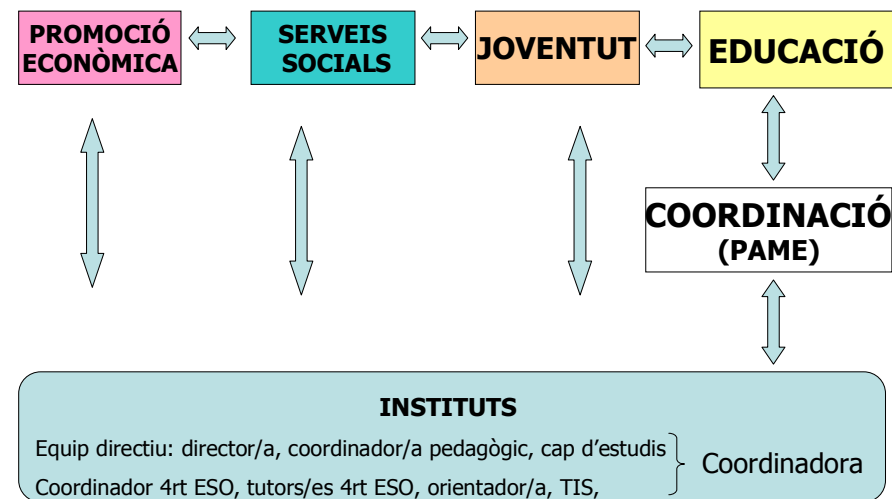 PROMOCIÓ
ECONÒMICA
SERVEIS
SOCIALS
JOVENTUT
EDUCACIÓ
COORDINACIÓ
(PAME)
INSTITUTS
Equip directiu: director/a, coordinador/a pedagògic, cap d'estudis
Coordinador 4rt ESO, tutors/es 4rt ESO, orientador/a, TIS,
Coordinadora